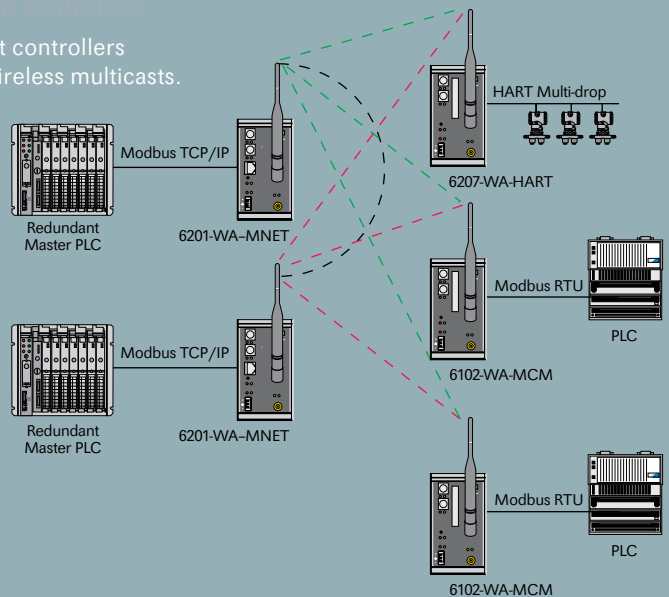 t controllers
ireless multicasts.
HART Multi-drop
Modbus TCP/IP
6207-WA-HART
Redundant
Master PLC
6201-WA–MNET
Modbus RTU
PLC
6102-WA-MCM
Modbus TCP/IP
Redundant
Master PLC
6201-WA–MNET
Modbus RTU
PLC
6102-WA-MCM